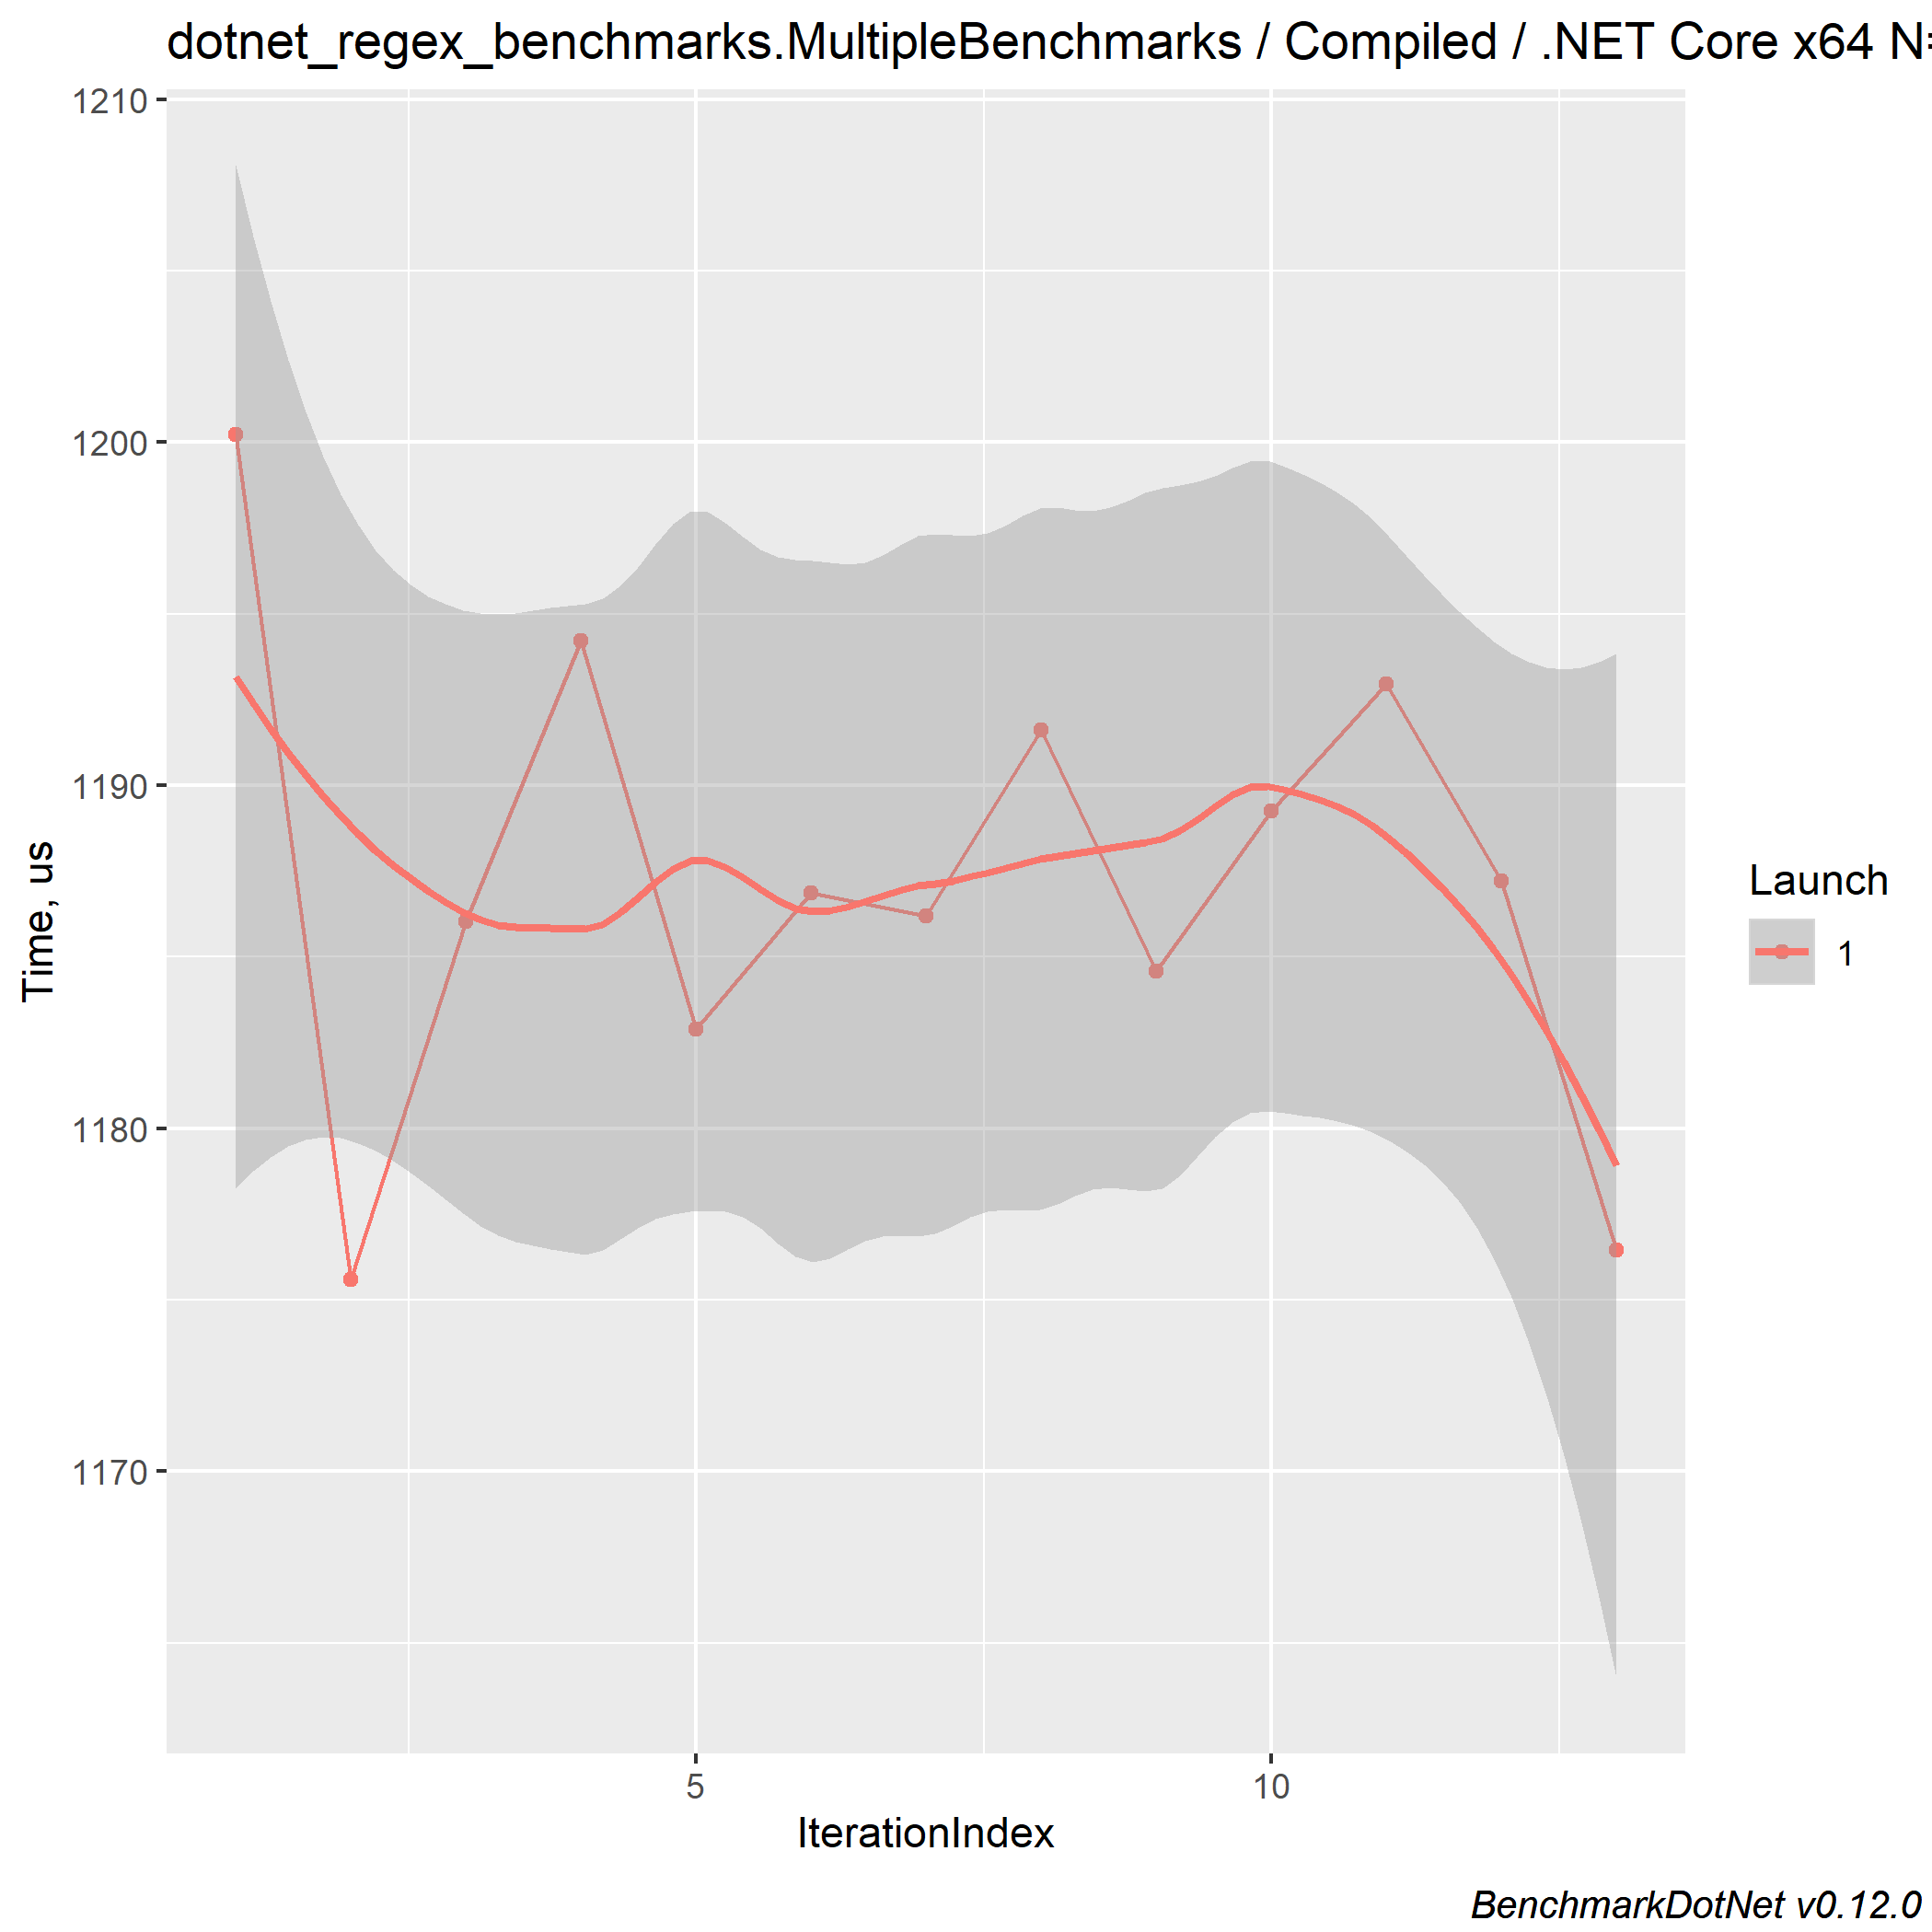 dotnet_regex_benchmarks.MultipleBenchmarks / Compiled / .NET Core x64 N=
1210
1200
1190
1180
1170
Time, us
5
10
IterationIndex
Launch
1
BenchmarkDotNet v0.12.0